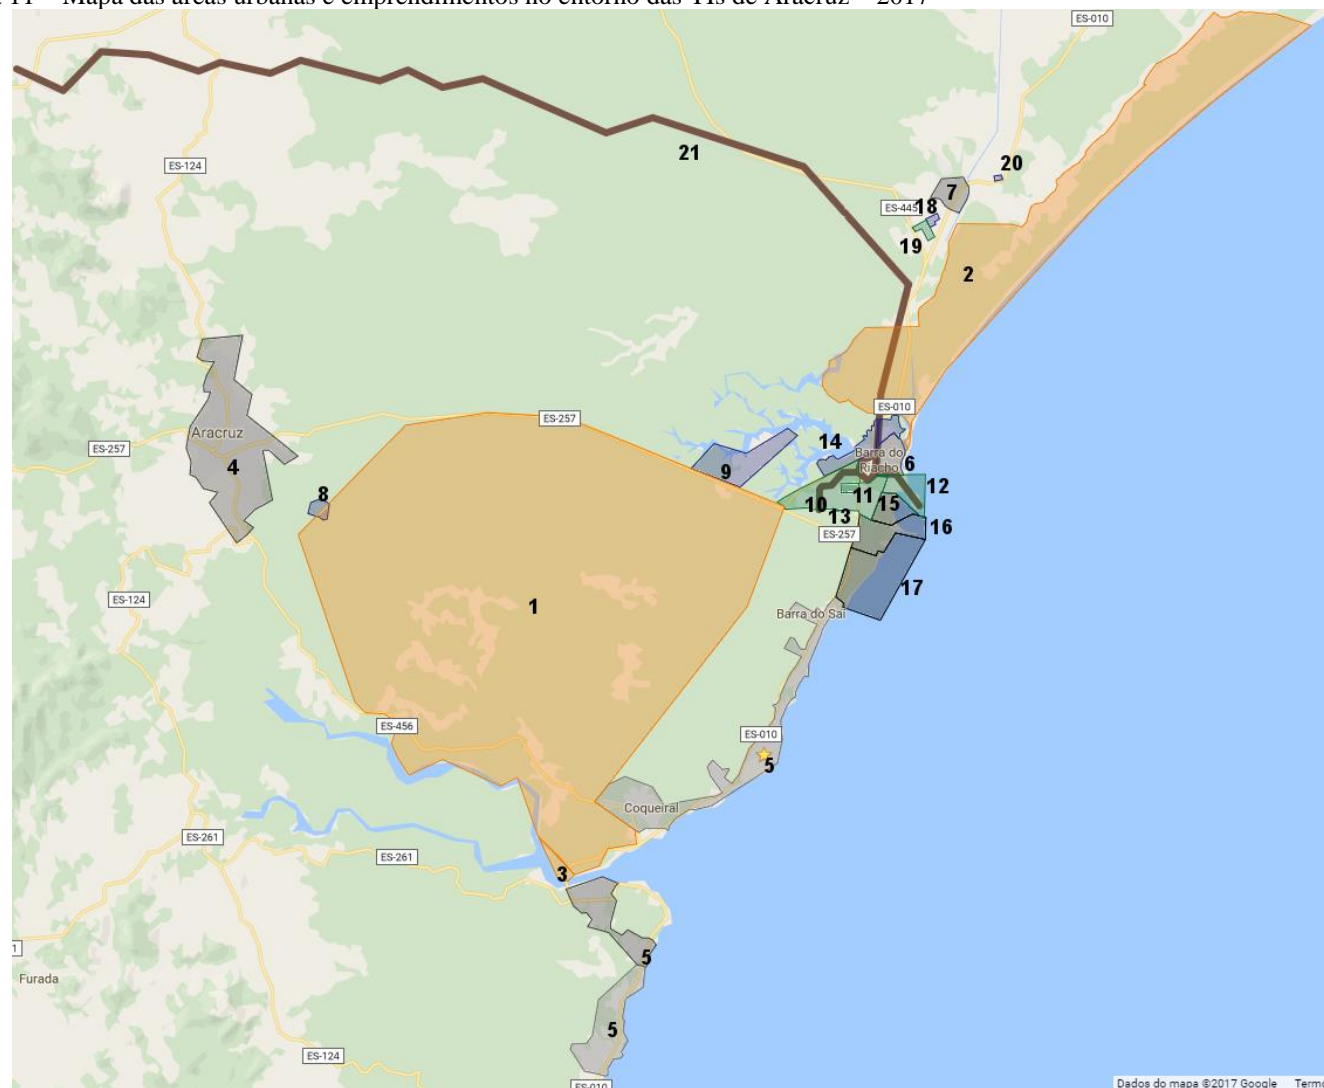 11 – Mapa das áreas urbanas e empreendimentos no entorno das TIs de Aracruz – 2017
ES-010
21
ES-124
20
7
ES-445
18
19
2
ES-010
ES-257
Aracruz
ES-257
14
Barra do
Riacho
6
4
9
8
10
11
15
12
13
16
ES-257
17
ES-124
1
Barra do Sai
ES-456
ES-010
5
Coqueiral
ES-261
ES-261
3
1
5
Furada
5
ES-124
ES-010
Dados do mapa ©2017 Google